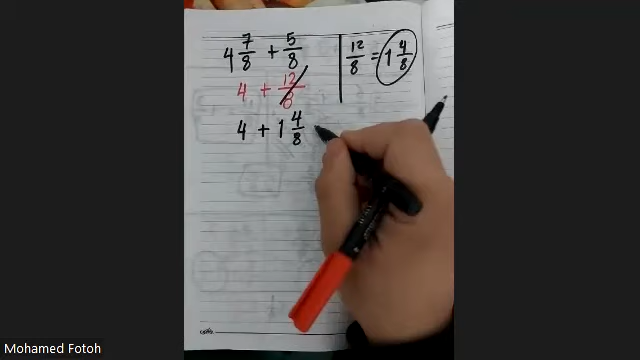 4 7/8 + 5/8
4 + 12/8
4 + 1 4/8
12/8 = 1 4/8
Mohamed Fotoh